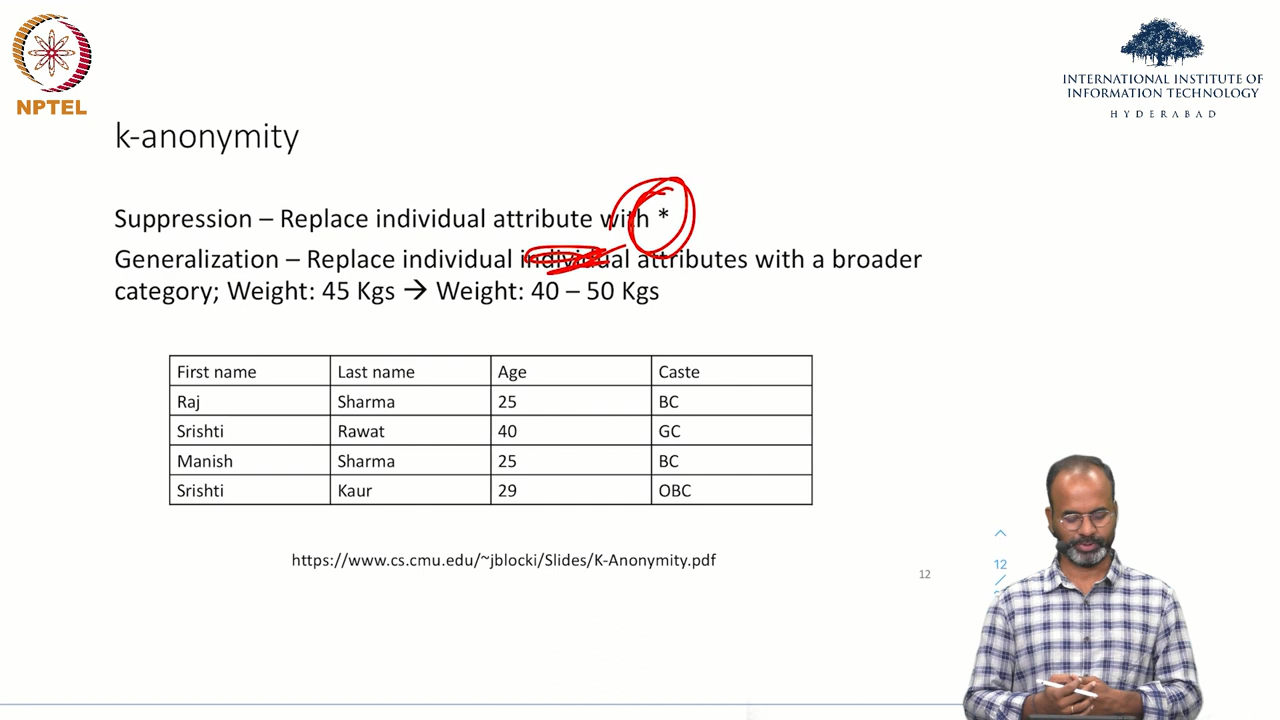 NPTEL
INTERNATIONAL INSTITUTE OF
INFORMATION TECHNOLOGY
HYDERABAD
k-anonymity
Suppression – Replace individual attribute with *
Generalization – Replace individual individual attributes with a broader
category; Weight: 45 Kgs → Weight: 40 – 50 Kgs
First name Last name Age Caste
Raj Sharma 25 BC
Srishti Rawat 40 GC
Manish Sharma 25 BC
Srishti Kaur 29 OBC
https://www.cs.cmu.edu/~jblocki/Slides/K-Anonymity.pdf
12
12